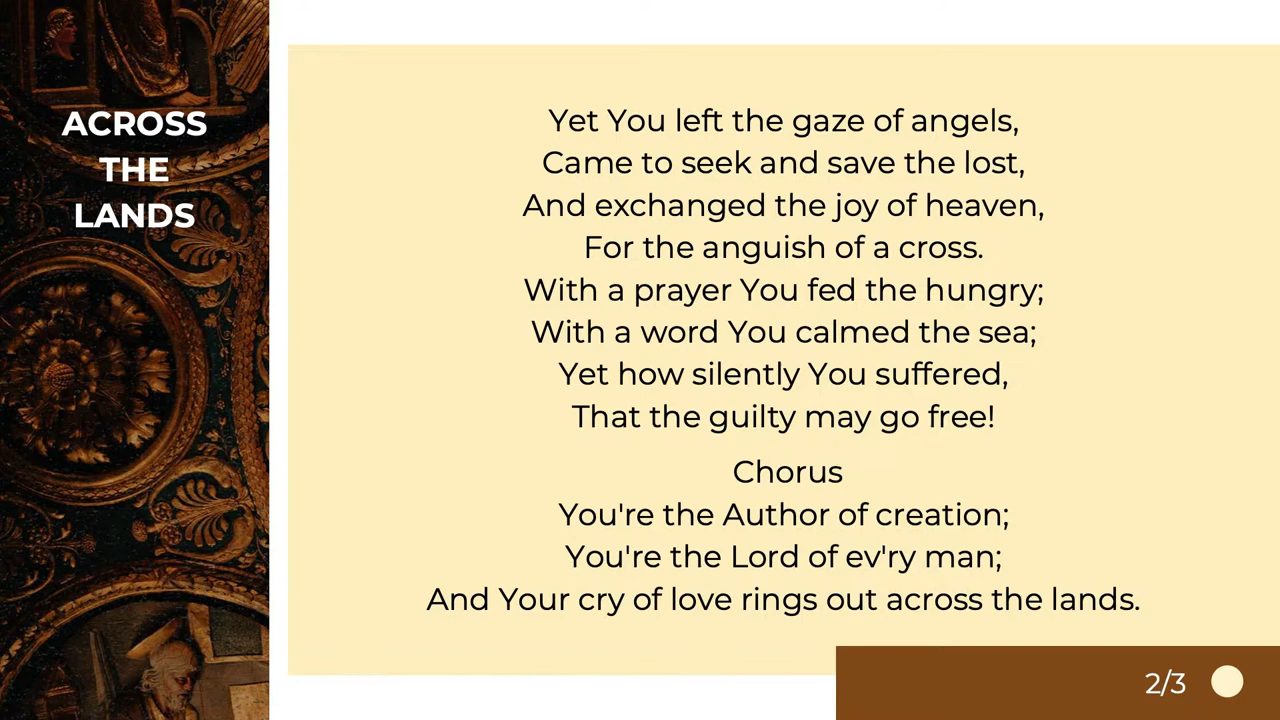 ACROSS
THE
LANDS
Yet You left the gaze of angels,
Came to seek and save the lost,
And exchanged the joy of heaven,
For the anguish of a cross.
With a prayer You fed the hungry;
With a word You calmed the sea;
Yet how silently You suffered,
That the guilty may go free!
Chorus
You're the Author of creation;
You're the Lord of ev'ry man;
And Your cry of love rings out across the lands.
2/3